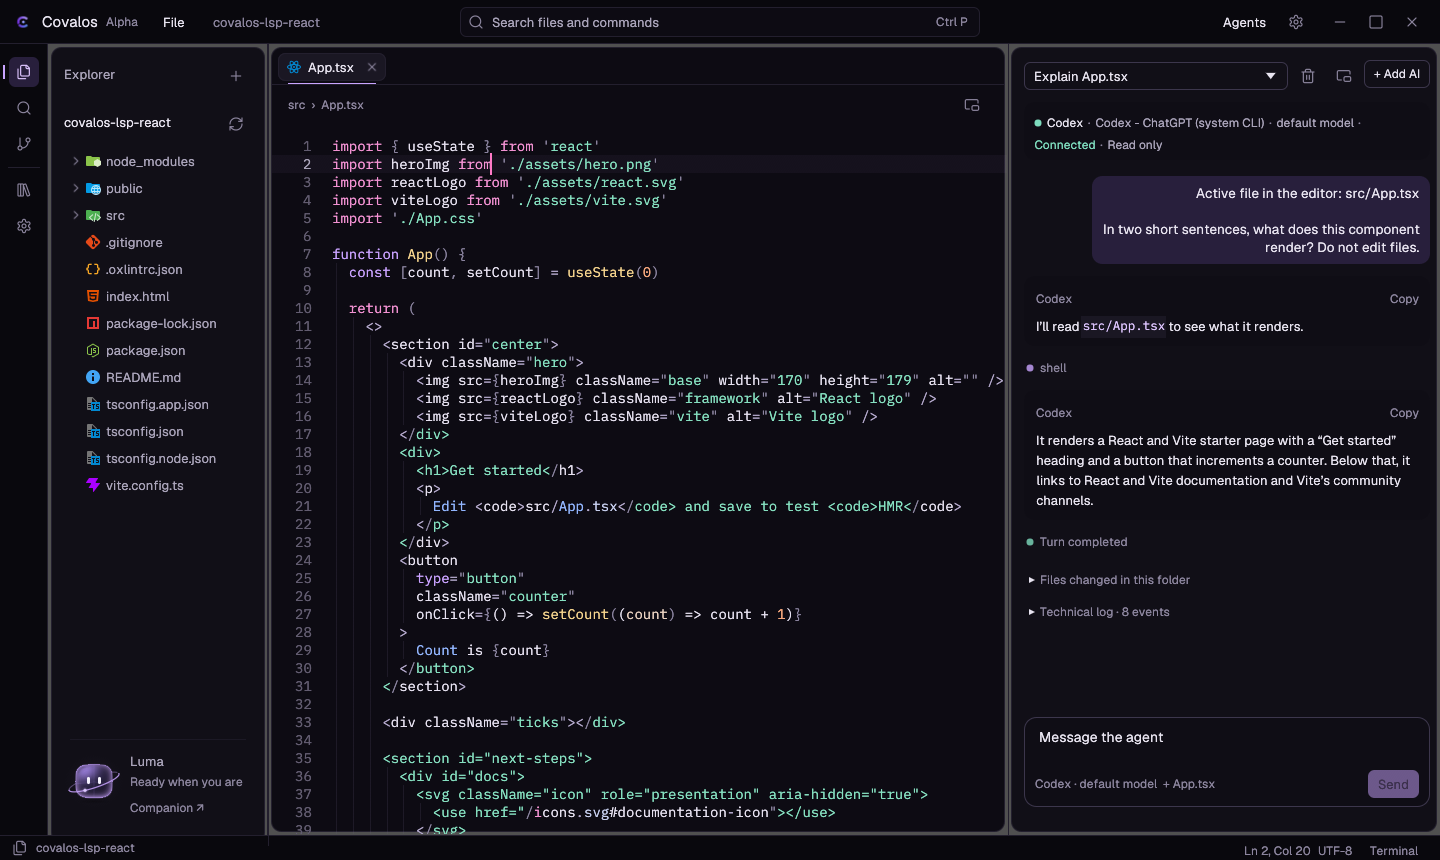 Covalos Alpha File covalos-lsp-react Search files and commands Ctrl P Agents
Explorer
covalos-lsp-react
node_modules
public
src
.gitignore
.oxlintrc.json
index.html
package-lock.json
package.json
README.md
tsconfig.app.json
tsconfig.json
tsconfig.node.json
vite.config.ts
Luma
Ready when you are
Companion ↗
App.tsx
src › App.tsx
1 import { useState } from 'react'
2 import heroImg from './assets/hero.png'
3 import reactLogo from './assets/react.svg'
4 import viteLogo from './assets/vite.svg'
5 import './App.css'
6
7 function App() {
8 const [count, setCount] = useState(0)
9
10 return (
11 <>
12 <section id="center">
13 <div className="hero">
14 <img src={heroImg} className="base" width="170" height="179" alt="" />
15 <img src={reactLogo} className="framework" alt="React logo" />
16 <img src={viteLogo} className="vite" alt="Vite logo" />
17 </div>
18 <div>
19 <h1>Get started</h1>
20 <p>
21 Edit <code>src/App.tsx</code> and save to test <code>HMR</code>
22 </p>
23 </div>
24 <button
25 type="button"
26 className="counter"
27 onClick={() => setCount((count) => count + 1)}
28 >
29 Count is {count}
30 </button>
31 </section>
32
33 <div className="ticks"></div>
34
35 <section id="next-steps">
36 <div id="docs">
37 <svg className="icon" role="presentation" aria-hidden="true">
38 <use href="/icons.svg#documentation-icon"></use>
39 </svg>
Explain App.tsx
+ Add AI
Codex · Codex - ChatGPT (system CLI) · default model ·
Connected · Read only
Active file in the editor: src/App.tsx
In two short sentences, what does this component
render? Do not edit files.
Codex Copy
I'll read src/App.tsx to see what it renders.
shell
Codex Copy
It renders a React and Vite starter page with a “Get started”
heading and a button that increments a counter. Below that, it
links to React and Vite documentation and Vite's community
channels.
Turn completed
Files changed in this folder
Technical log · 8 events
Message the agent
Codex · default model + App.tsx Send
covalos-lsp-react Ln 2, Col 20 UTF-8 Terminal